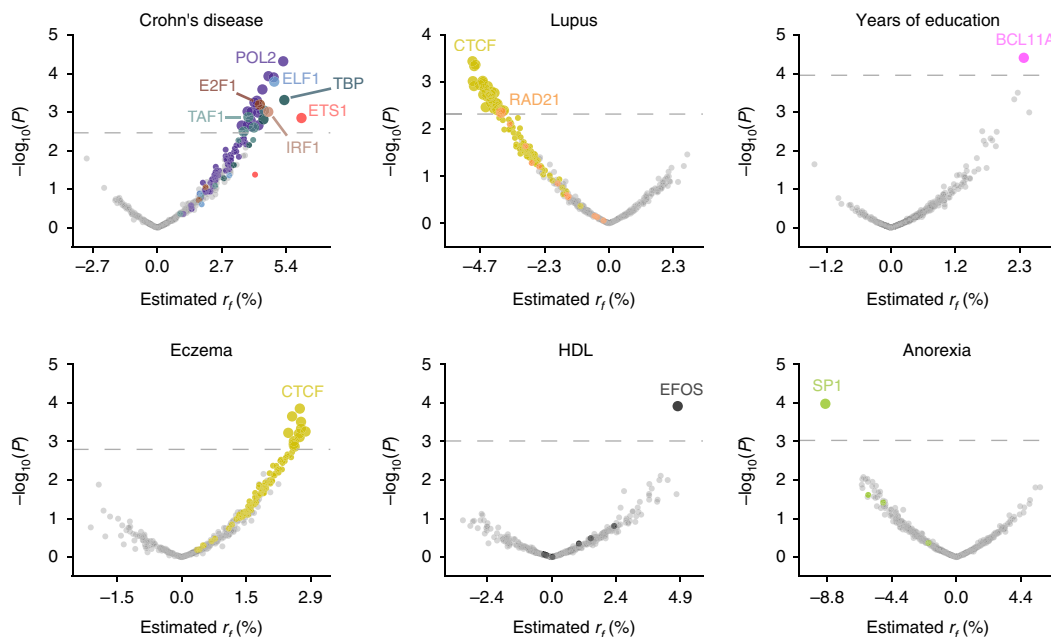 Crohn's disease
5
4
3
2
1
0
−log10(P)
POL2
ELF1
E2F1
TBP
TAF1
ETS1
IRF1
−2.7 0.0 2.7 5.4
Estimated rf (%)
Lupus
5
4
3
2
1
0
−log10(P)
CTCF
RAD21
−4.7 −2.3 0.0 2.3
Estimated rf (%)
Years of education
5
4
3
2
1
0
−log10(P)
BCL11A
−1.2 0.0 1.2 2.3
Estimated rf (%)
Eczema
5
4
3
2
1
0
−log10(P)
CTCF
−1.5 0.0 1.5 2.9
Estimated rf (%)
HDL
5
4
3
2
1
0
−log10(P)
EFOS
−2.4 0.0 2.4 4.9
Estimated rf (%)
Anorexia
5
4
3
2
1
0
−log10(P)
SP1
−8.8 −4.4 0.0 4.4
Estimated rf (%)